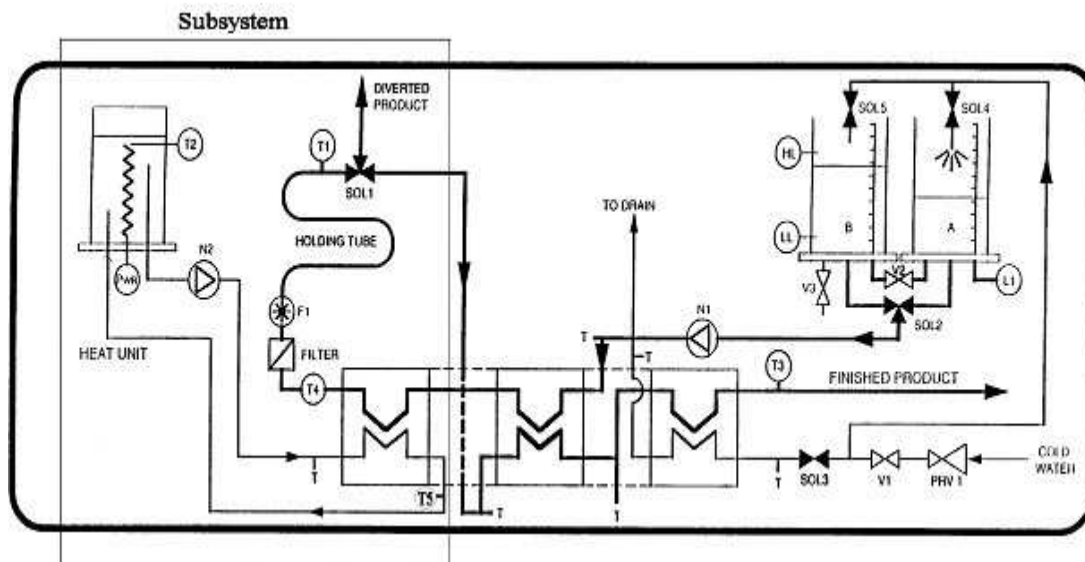 Subsystem
DIVERTED
PRODUCT
SOL5
SOL4
T2
T1
HL
SOL1
TO DRAIN
HOLDING TUBE
LL
B
A
N2
V2
PWR
V3
L1
F1
N1
SOL2
HEAT UNIT
FILTER
T
T
T3
T4
FINISHED PRODUCT
COLD
WATER
T
T5
T
T
T
SOL3
V1
PRV 1